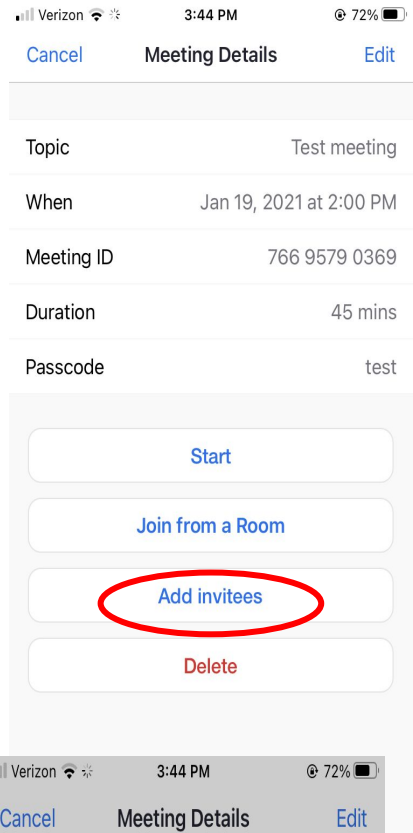 Verizon 3:44 PM 72%
Cancel Meeting Details Edit
Topic Test meeting
When Jan 19, 2021 at 2:00 PM
Meeting ID 766 9579 0369
Duration 45 mins
Passcode test
Start
Join from a Room
Add invitees
Delete
Verizon 3:44 PM 72%
Cancel Meeting Details Edit